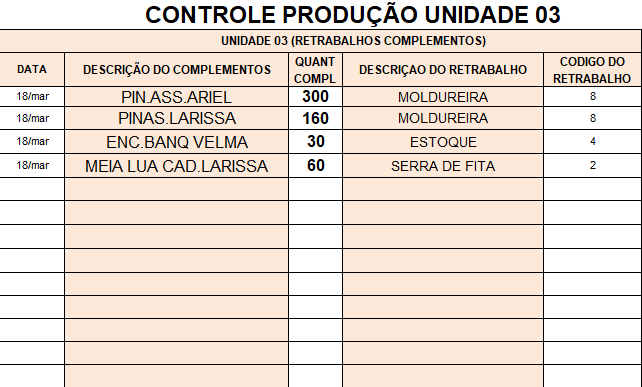 CONTROLE PRODUÇÃO UNIDADE 03
UNIDADE 03 (RETRABALHOS COMPLEMENTOS)
DATA DESCRIÇÃO DO COMPLEMENTOS QUANT COMPL DESCRIÇAO DO RETRABALHO CODIGO DO RETRABALHO
18/mar PIN.ASS.ARIEL 300 MOLDUREIRA 8
18/mar PINAS.LARISSA 160 MOLDUREIRA 8
18/mar ENC.BANQ VELMA 30 ESTOQUE 4
18/mar MEIA LUA CAD.LARISSA 60 SERRA DE FITA 2